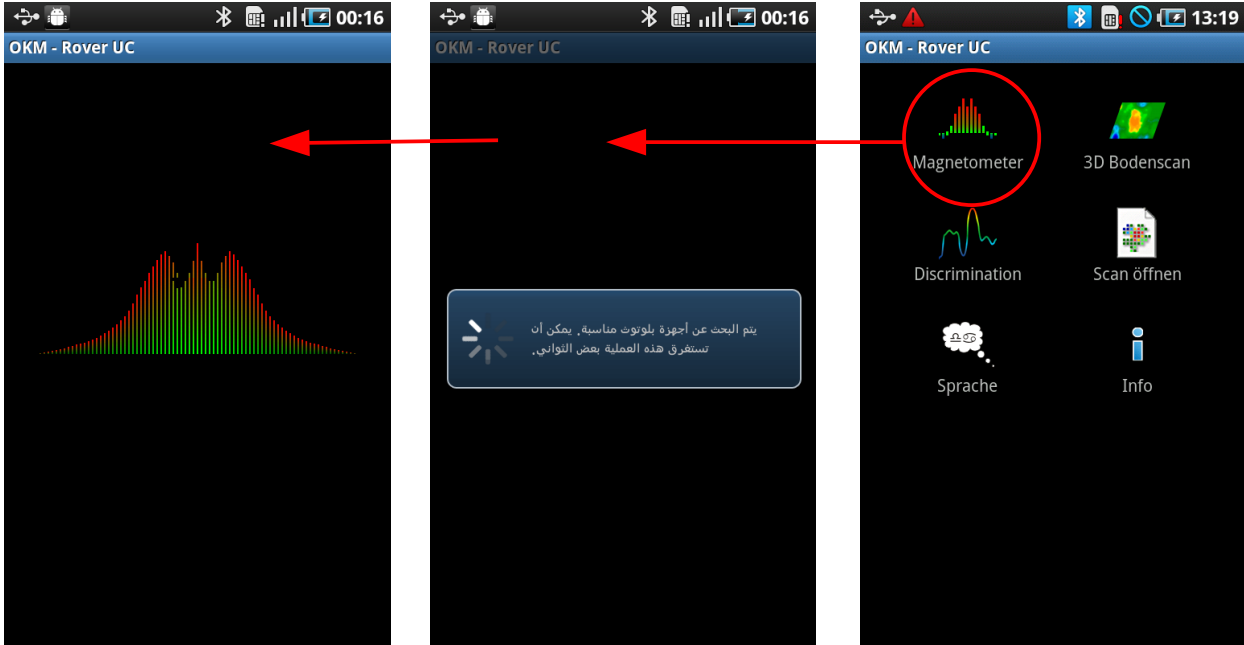 00:16
OKM - Rover UC
00:16
OKM - Rover UC
يتم البحث عن أجهزة بلوتوث مناسبة. يمكن أن
تستغرق هذه العملية بعض الثواني.
13:19
OKM - Rover UC
Magnetometer
3D Bodenscan
Discrimination
Scan öffnen
Sprache
Info